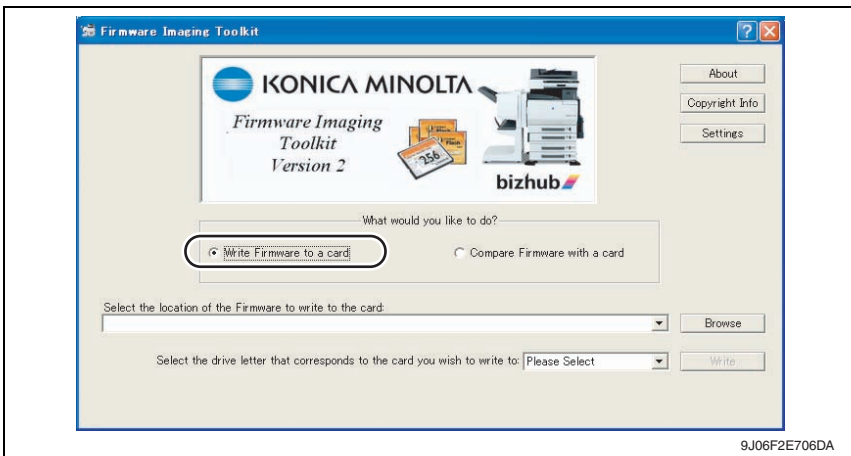 Firmware Imaging Toolkit
KONICA MINOLTA
Firmware Imaging
Toolkit
Version 2
256
bizhub
About
Copyright Info
Settings
What would you like to do?
Write Firmware to a card
Compare Firmware with a card
Select the location of the Firmware to write to the card:
Browse
Select the drive letter that corresponds to the card you wish to write to: Please Select
Write
9J06F2E706DA